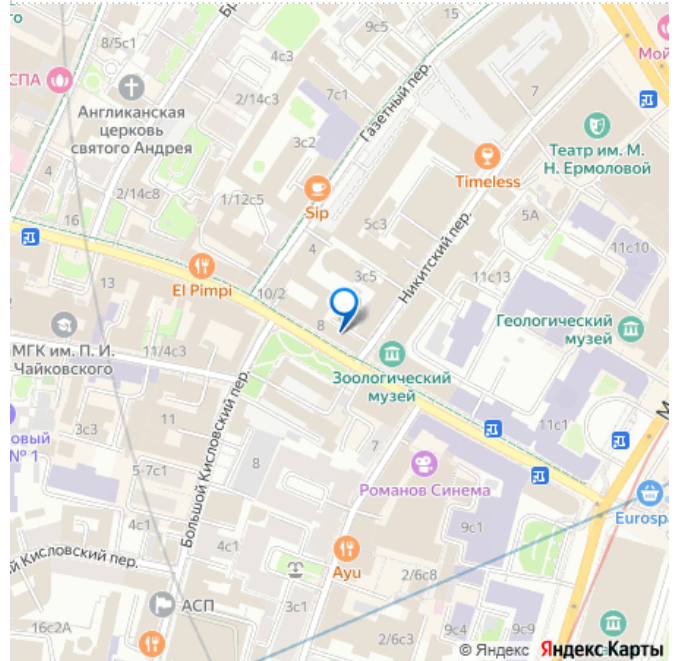 15
9с5
8/5с1
4с3
Мой
СПА
2/14с3
7с1
7
Англиканская
церковь
святого Андрея
Газетный пер.
3с2
Театр им. М.
Н. Ермоловой
Timeless
4
2/14с8
1/12с5
Sip
5А
16
5с3
4
11с10
Никитский пер.
3с5
11с13
13
El Pimpi
10/2
8
Геологический
музей
МГК им. П. И.
Чайковского
11/4с3
Зоологический
музей
11
3с3
овый
№ 1
7
11с1
М
5-7с1
8
Романов Синема
Большой Кисловский пер.
Eurospa
4с1
9с1
4с1
й Кисловский пер.
Ayu
2/6с8
АСП
3с1
16с2А
2/6с3
9с4
9с9
© Яндекс Яндекс Карты